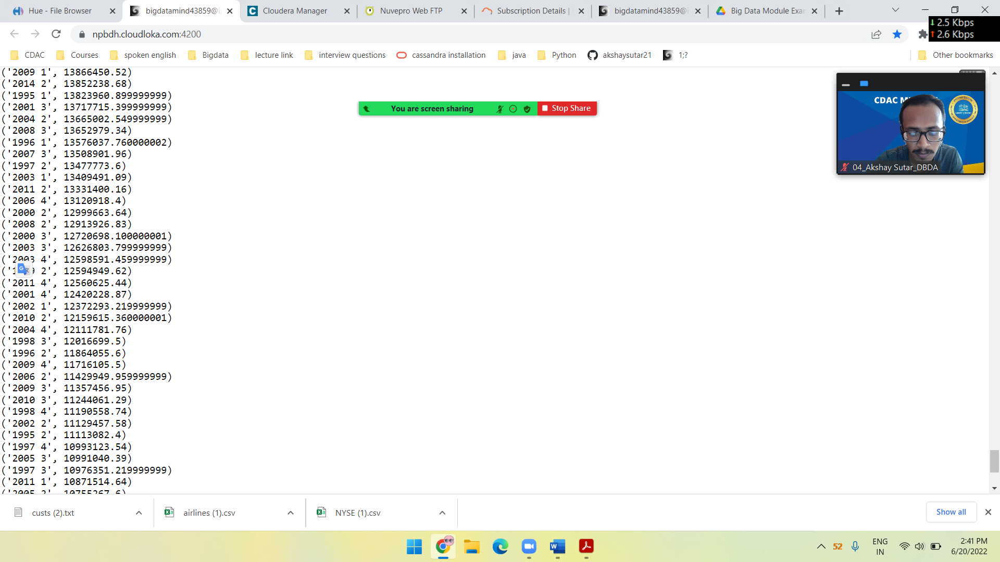 Hue - File Browser
bigdatamind43859@i
Cloudera Manager
Nuvepro Web FTP
Subscription Details |
bigdatamind43859@i
Big Data Module Exar
2.5 Kbps
2.6 Kbps
npbdh.cloudloka.com:4200
CDAC
Courses
spoken english
Bigdata
lecture link
interview questions
cassandra installation
java
Python
akshaysutar21
1;?
Other bookmarks
('2009 1', 13866450.52)
('2014 2', 13852238.68)
('1995 1', 13823960.899999999)
('2001 3', 13717715.399999999)
('2004 2', 13665002.549999999)
('2008 3', 13652979.34)
('1996 1', 13576037.760000002)
('2007 3', 13508901.96)
('1997 2', 13477773.6)
('2003 1', 13409491.09)
('2011 2', 13331400.16)
('2006 4', 13120918.4)
('2000 2', 12999663.64)
('2008 2', 12913926.83)
('2000 3', 12720698.100000001)
('2003 3', 12626803.799999999)
('2003 4', 12598591.459999999)
2', 12594949.62)
('2011 4', 12560625.44)
('2001 4', 12420228.87)
('2002 1', 12372293.219999999)
('2010 2', 12159615.360000001)
('2004 4', 12111781.76)
('1998 3', 12016699.5)
('1996 2', 11864055.6)
('2009 4', 11716105.5)
('2006 2', 11429949.959999999)
('2009 3', 11357456.95)
('2010 3', 11244061.29)
('1998 4', 11190558.74)
('2002 2', 11129457.58)
('1995 2', 11113082.4)
('1997 4', 10993123.54)
('2005 3', 10991040.39)
('1997 3', 10976351.219999999)
('2011 1', 10871514.64)
('2005 2', 10755267.6)
You are screen sharing
Stop Share
CDAC
CDAC
04_Akshay Sutar_DBDA
custs (2).txt
airlines (1).csv
NYSE (1).csv
Show all
52
ENG
IN
2:41 PM
6/20/2022